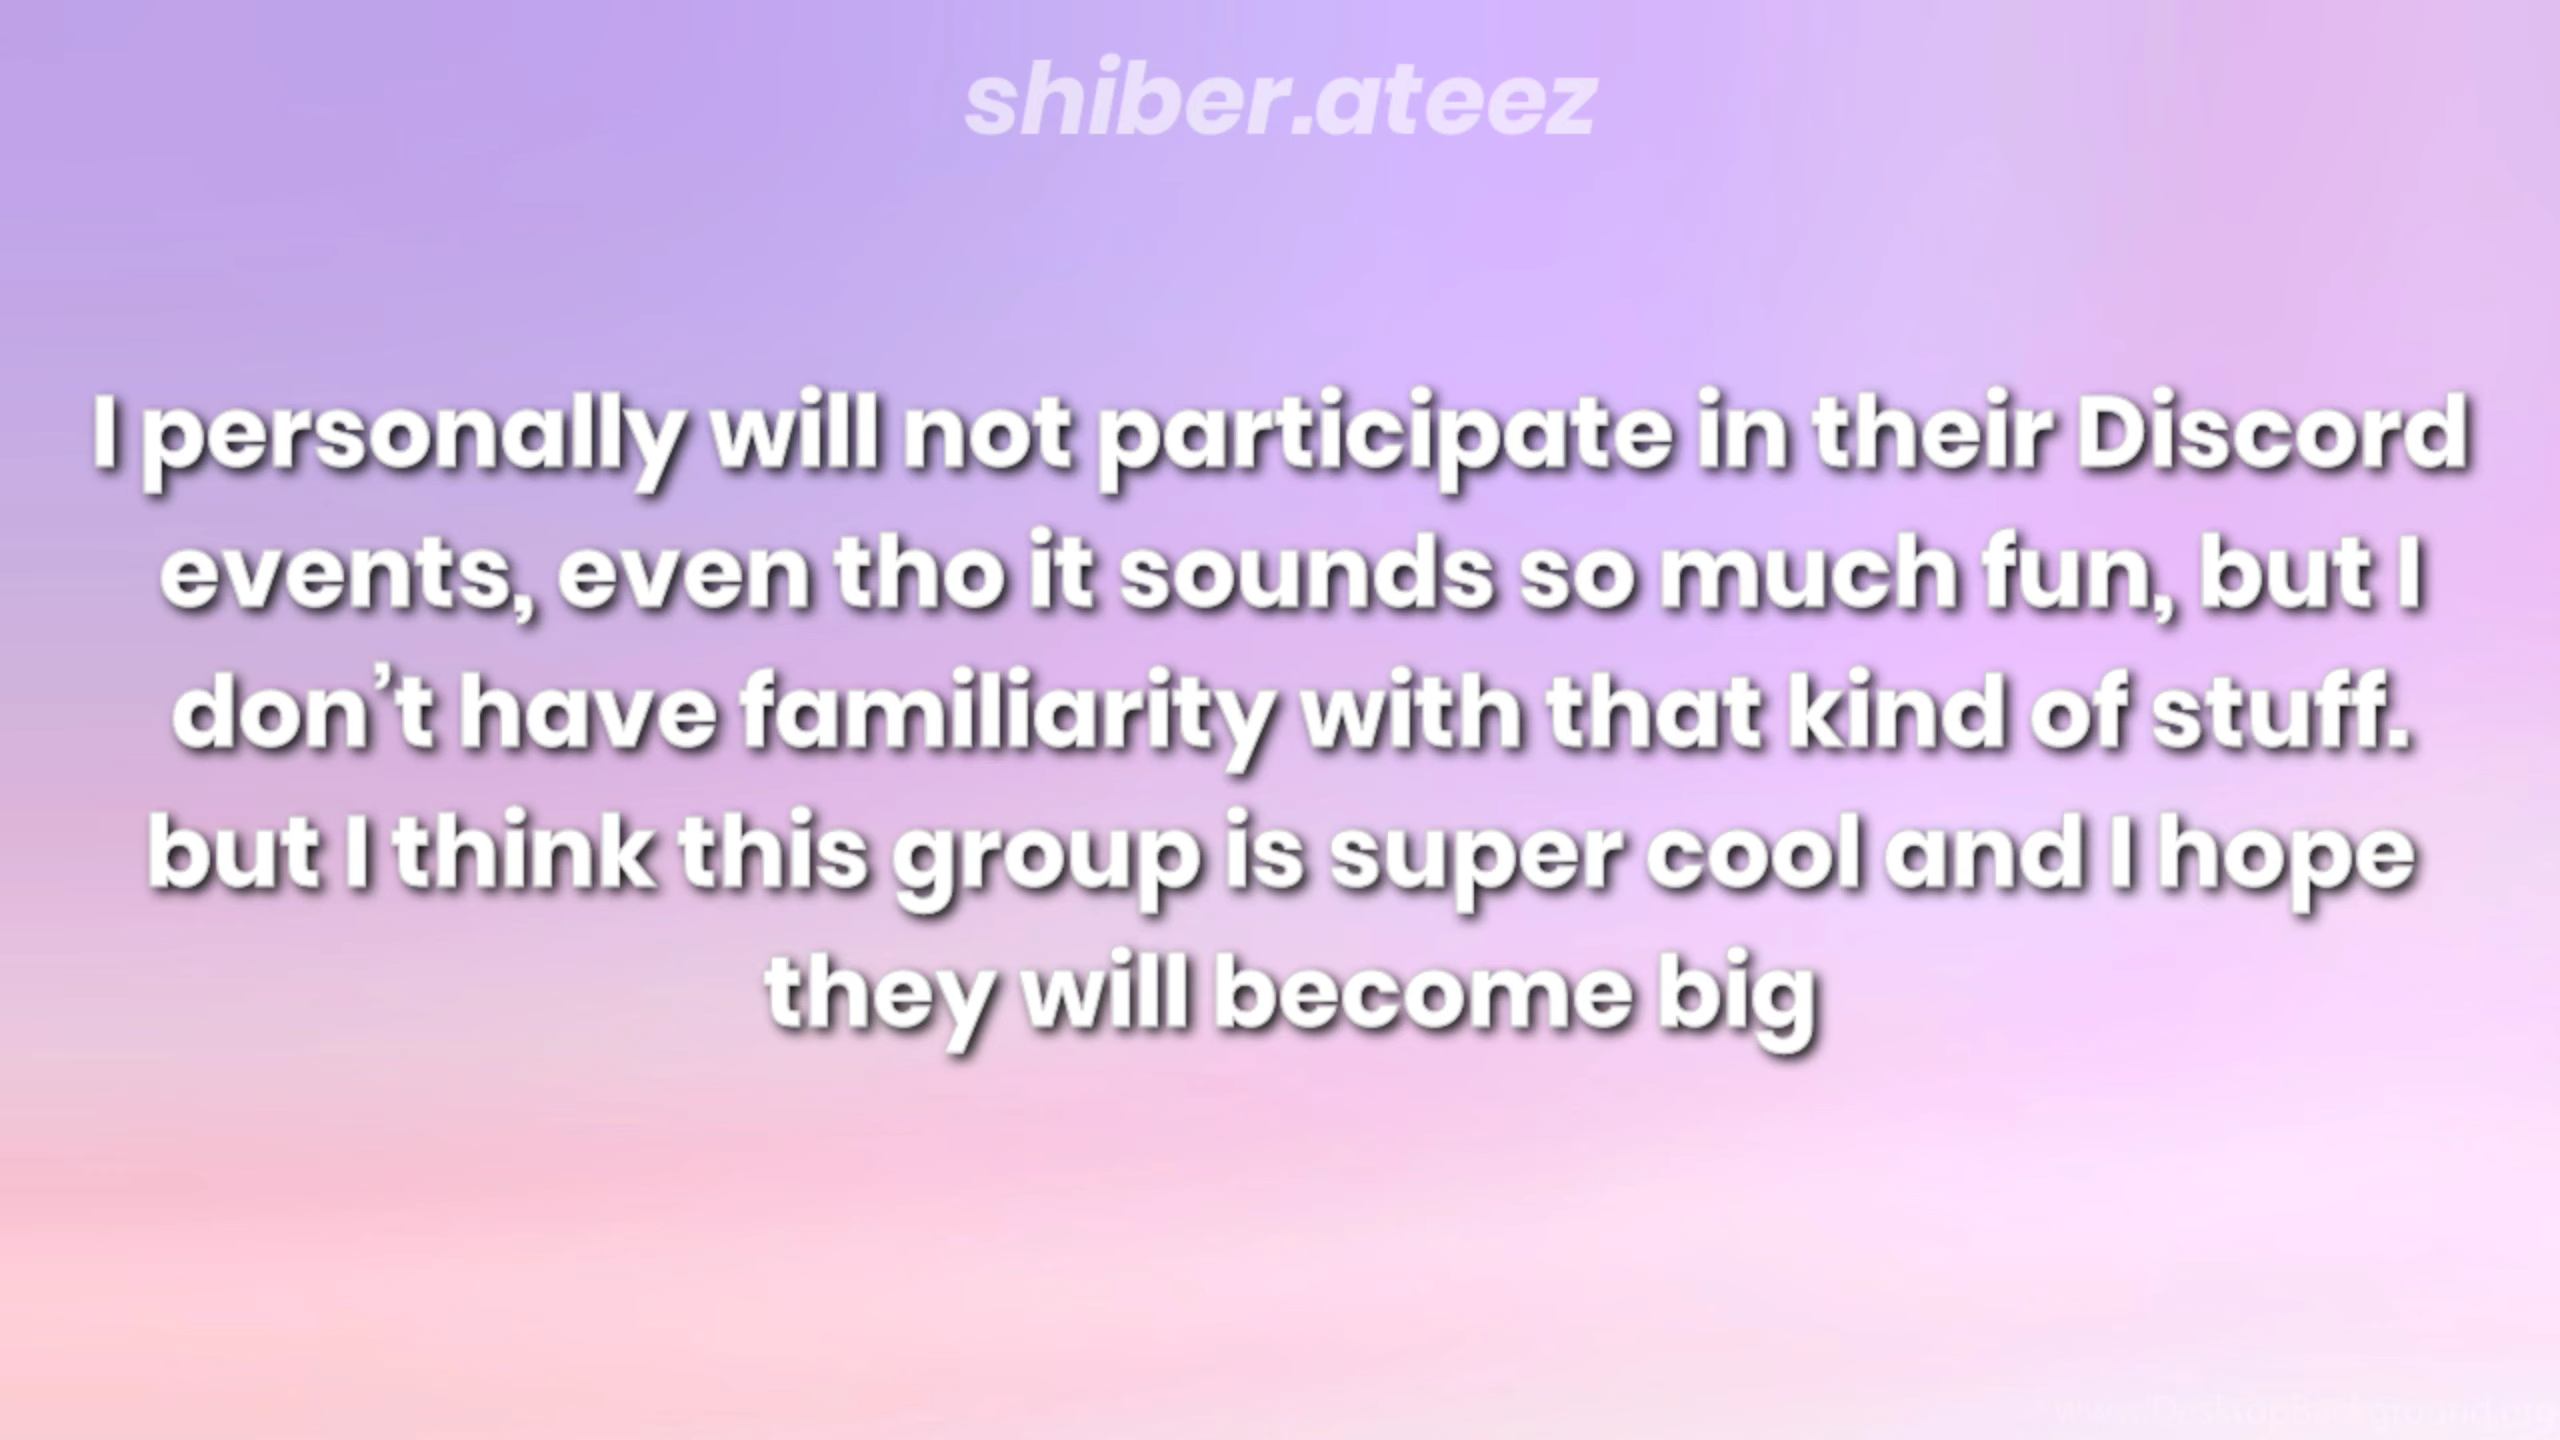 shiber.ateez
I personally will not participate in their Discord
events, even tho it sounds so much fun, but I
don’t have familiarity with that kind of stuff.
but I think this group is super cool and I hope
they will become big